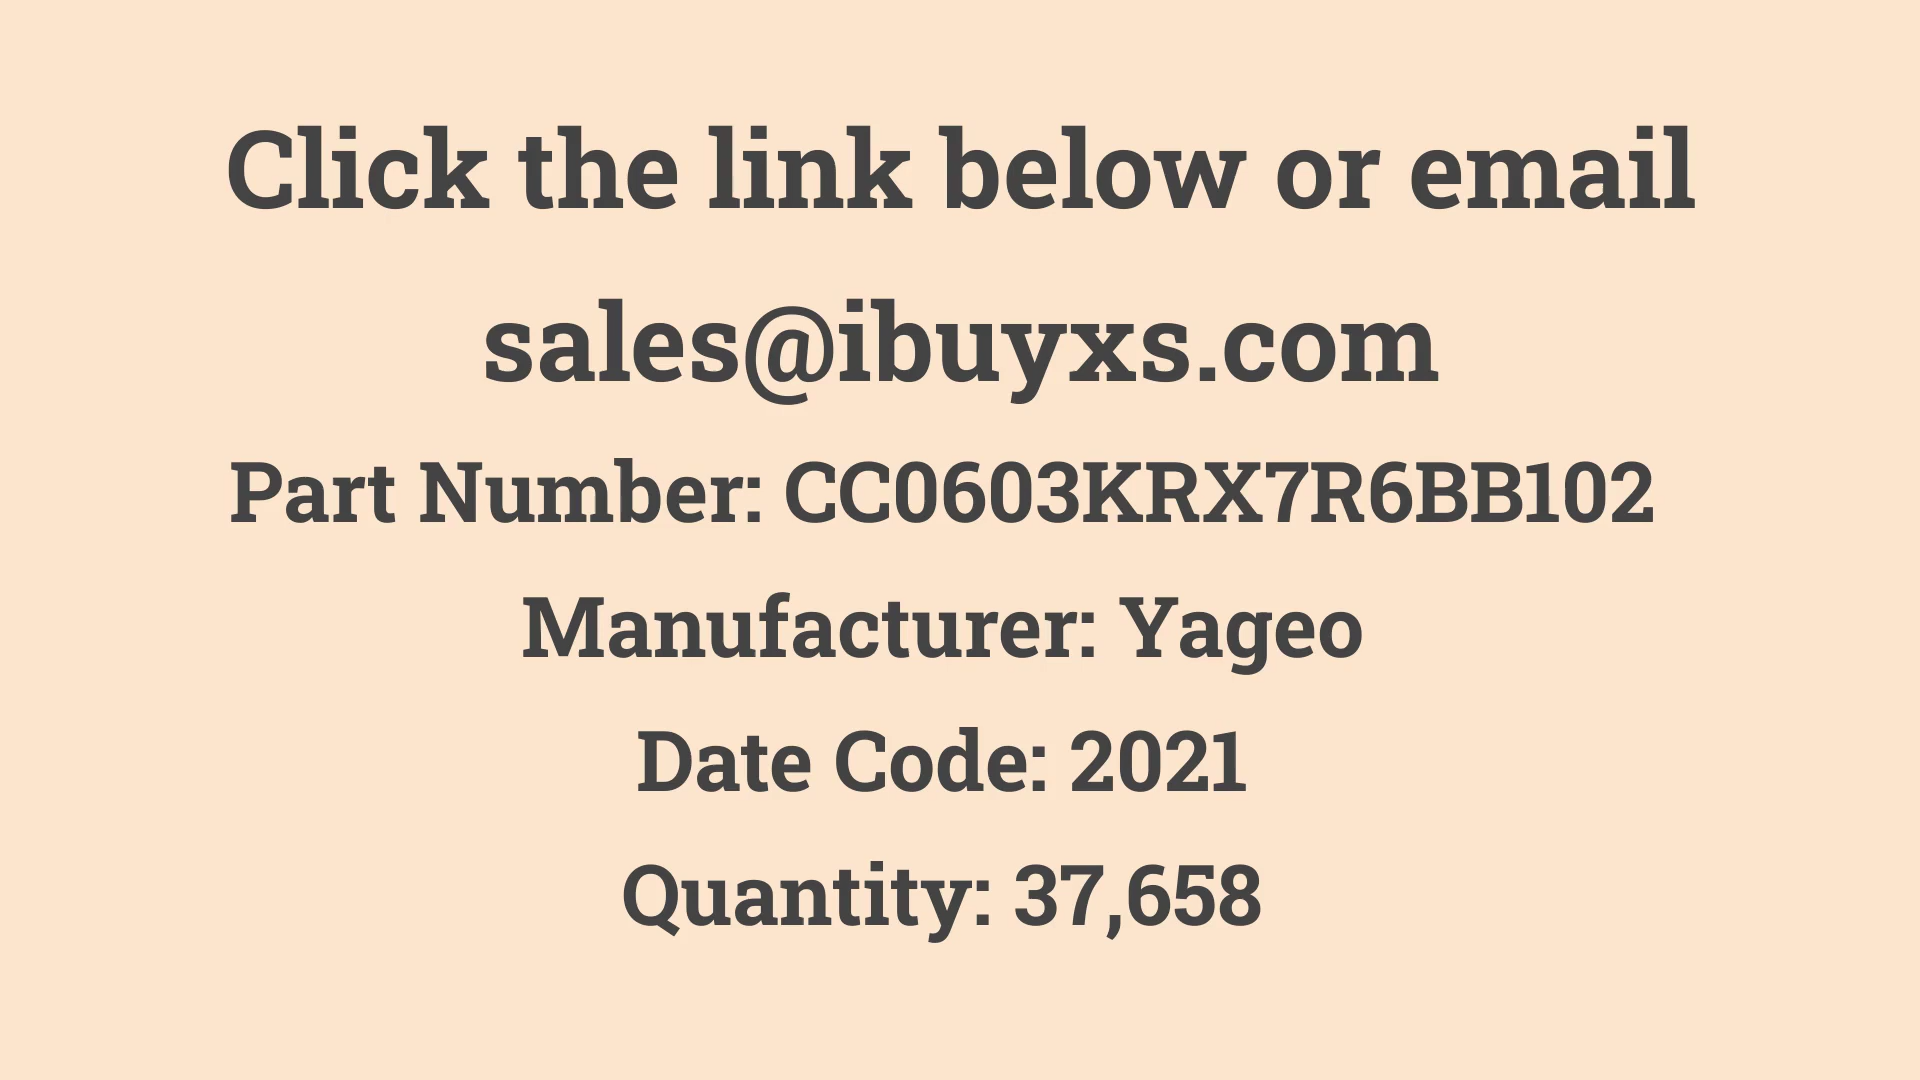 Click the link below or email
sales@ibuyxs.com
Part Number: CC0603KRX7R6BB102
Manufacturer: Yageo
Date Code: 2021
Quantity: 37,658